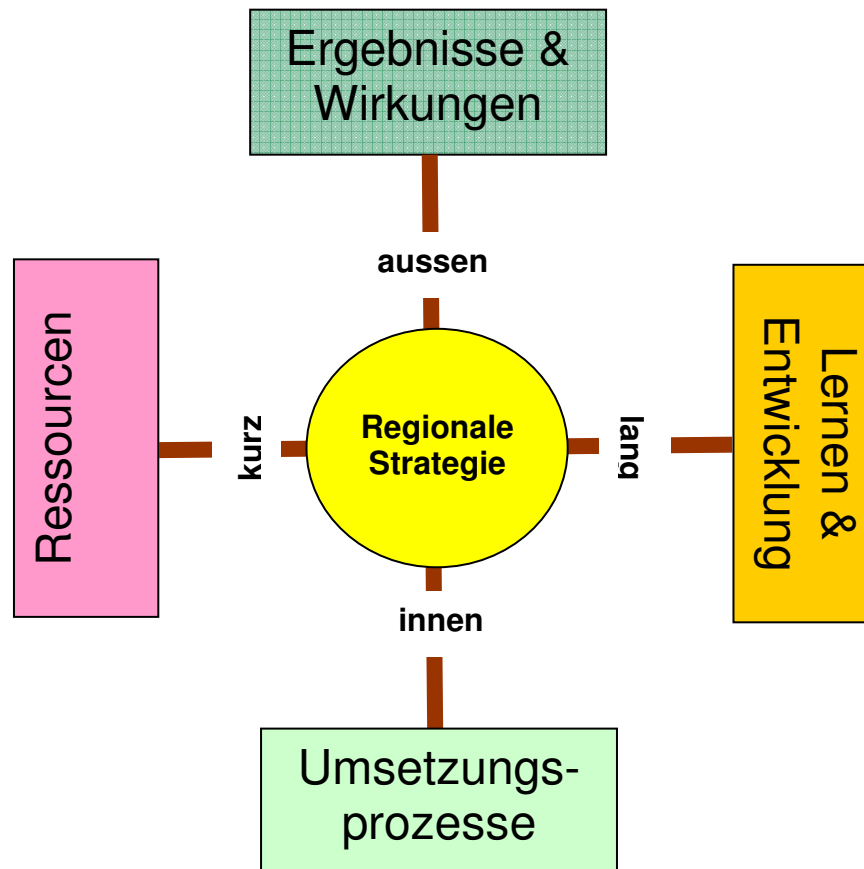 Ergebnisse &
Wirkungen
aussen
Ressourcen
kurz
Regionale
Strategie
lang
Lernen &
Entwicklung
innen
Umsetzungs-
prozesse